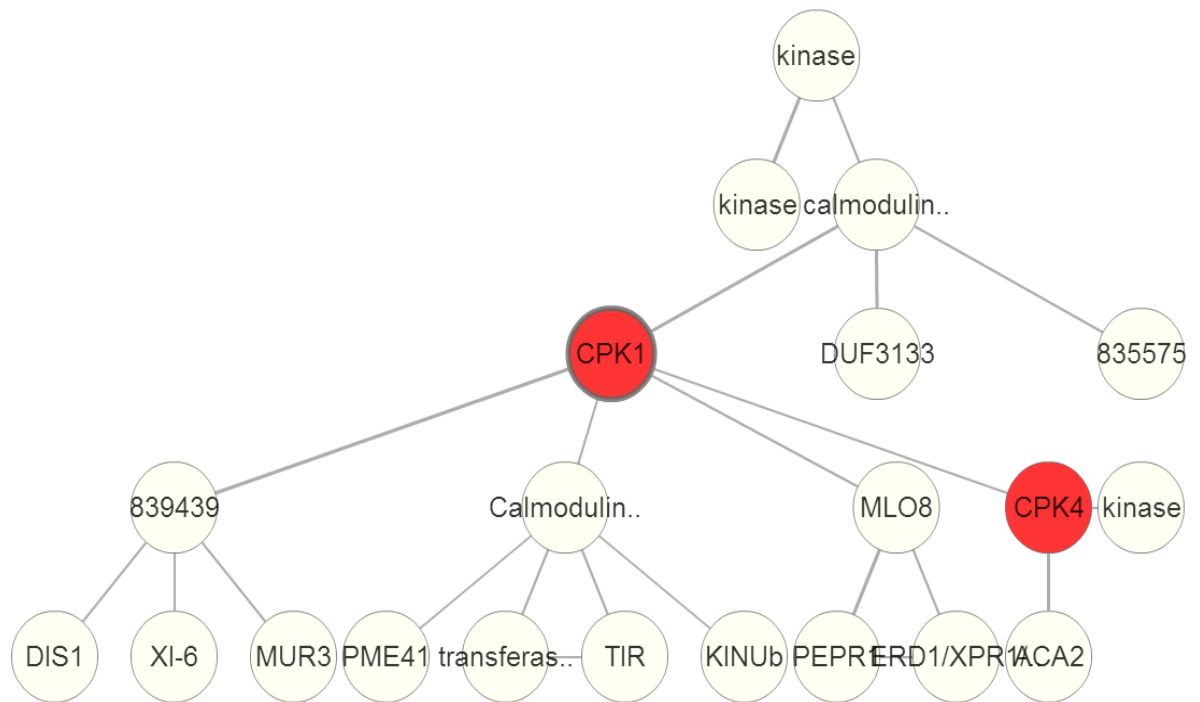 kinase
kinase
calmodulin..
CPK1
DUF3133
835575
839439
Calmodulin..
MLO8
CPK4
kinase
DIS1
XI-6
MUR3
PME41
transferas..
TIR
KINUb
PEPR1
ERD1/XPR1/..
ACA2